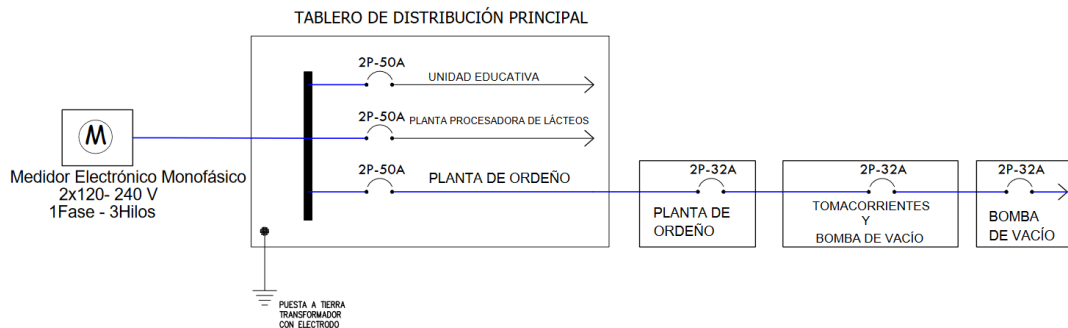 TABLERO DE DISTRIBUCIÓN PRINCIPAL
2P-50A
UNIDAD EDUCATIVA
2P-50A
PLANTA PROCESADORA DE LÁCTEOS
M
Medidor Electrónico Monofásico
2x120- 240 V
1Fase - 3Hilos
2P-50A
PLANTA DE ORDEÑO
2P-32A
PLANTA DE
ORDEÑO
2P-32A
TOMACORRIENTES
Y
BOMBA DE VACÍO
2P-32A
BOMBA
DE VACÍO
PUESTA A TIERRA
TRANSFORMADOR
CON ELECTRODO